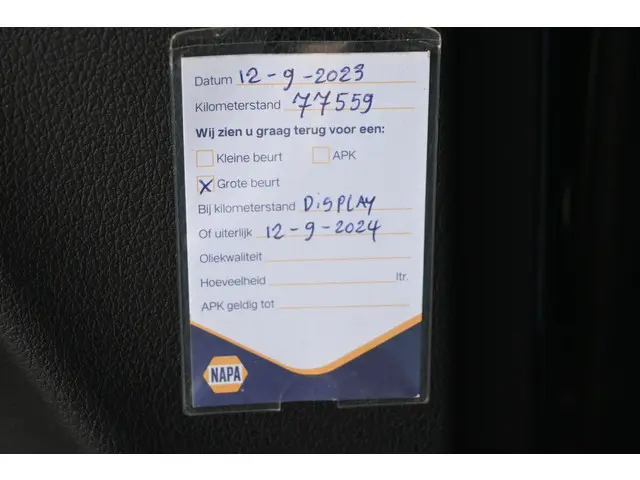 Datum 12-9-2023
Kilometerstand 77559
Wij zien u graag terug voor een:
Kleine beurt APK
X Grote beurt
Bij kilometerstand DiSPLAY
Of uiterlijk 12-9-2024
Oliekwaliteit
Hoeveelheid ltr.
APK geldig tot
NAPA